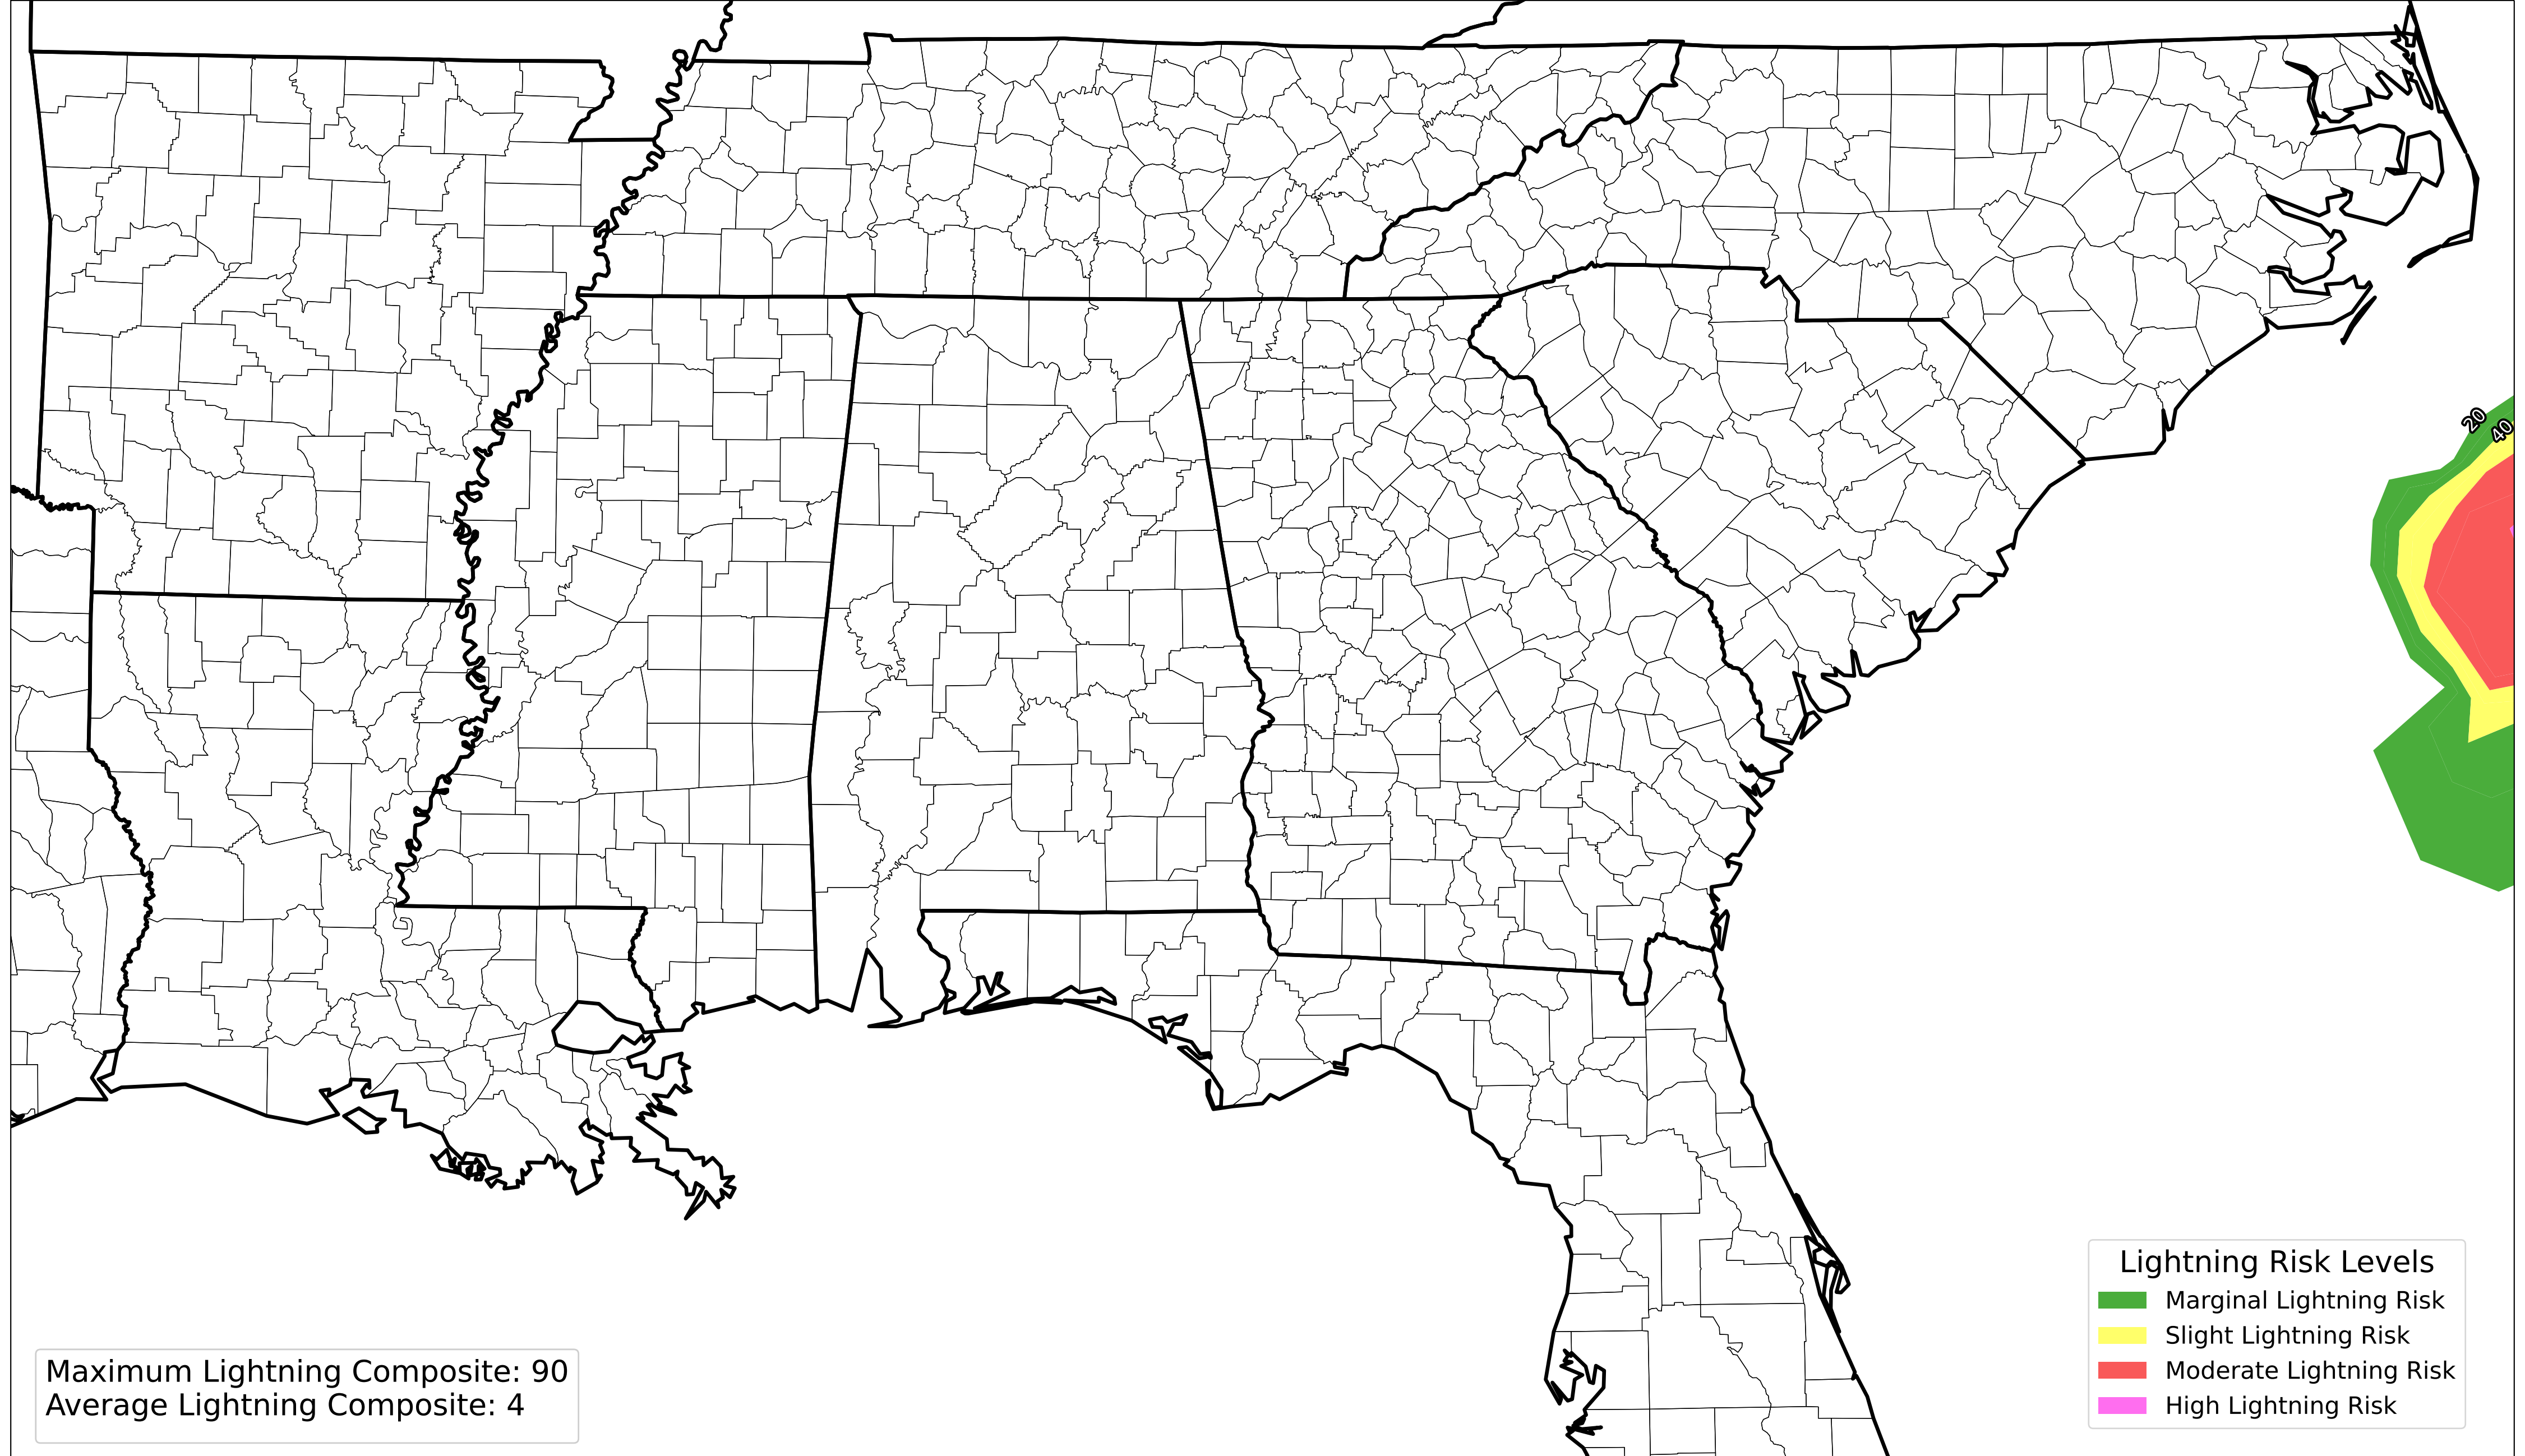 20
40
Lightning Risk Levels
Marginal Lightning Risk
Slight Lightning Risk
Moderate Lightning Risk
High Lightning Risk
Maximum Lightning Composite: 90
Average Lightning Composite: 4